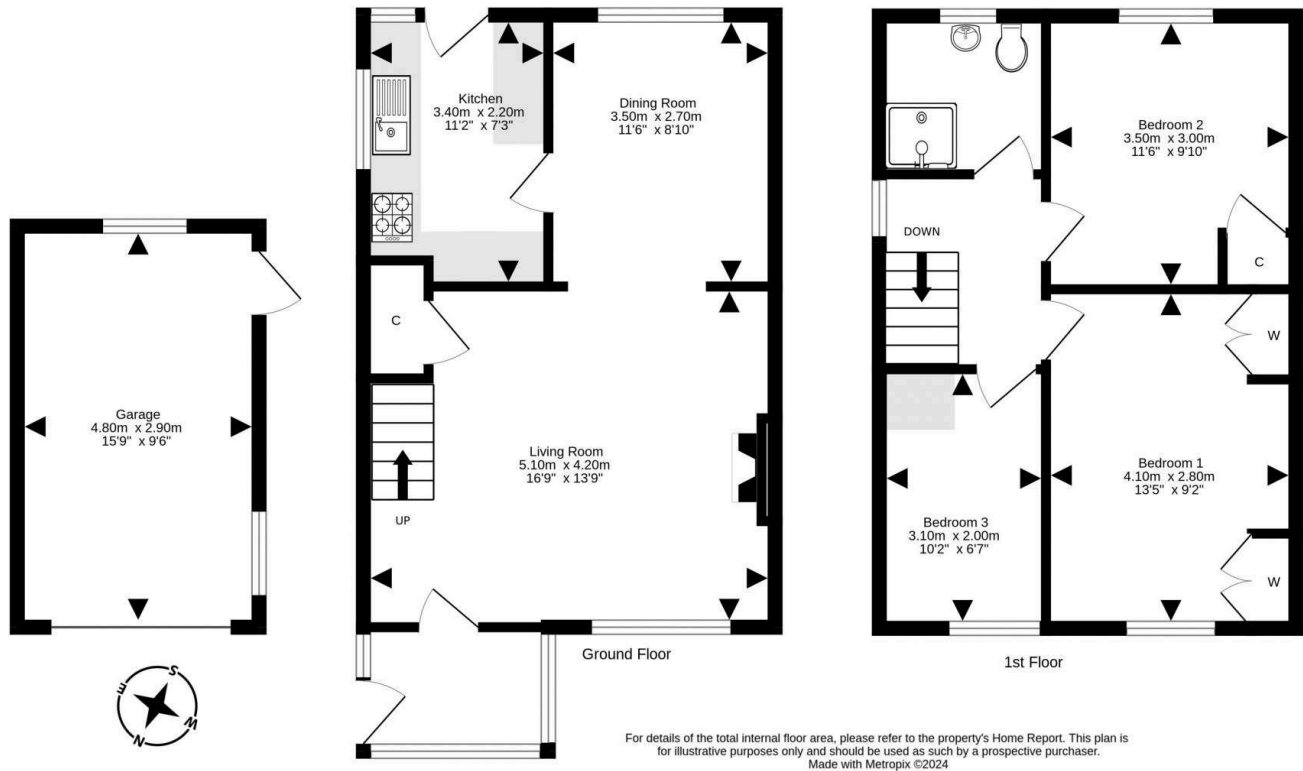 Kitchen
3.40m x 2.20m
11'2" x 7'3"
Dining Room
3.50m x 2.70m
11'6" x 8'10"
C
Living Room
5.10m x 4.20m
16'9" x 13'9"
UP
Garage
4.80m x 2.90m
15'9" x 9'6"
S
E
W
N
Ground Floor
Bedroom 2
3.50m x 3.00m
11'6" x 9'10"
DOWN
C
W
Bedroom 1
4.10m x 2.80m
13'5" x 9'2"
Bedroom 3
3.10m x 2.00m
10'2" x 6'7"
W
1st Floor
For details of the total internal floor area, please refer to the property's Home Report. This plan is
for illustrative purposes only and should be used as such by a prospective purchaser.
Made with Metropix ©2024